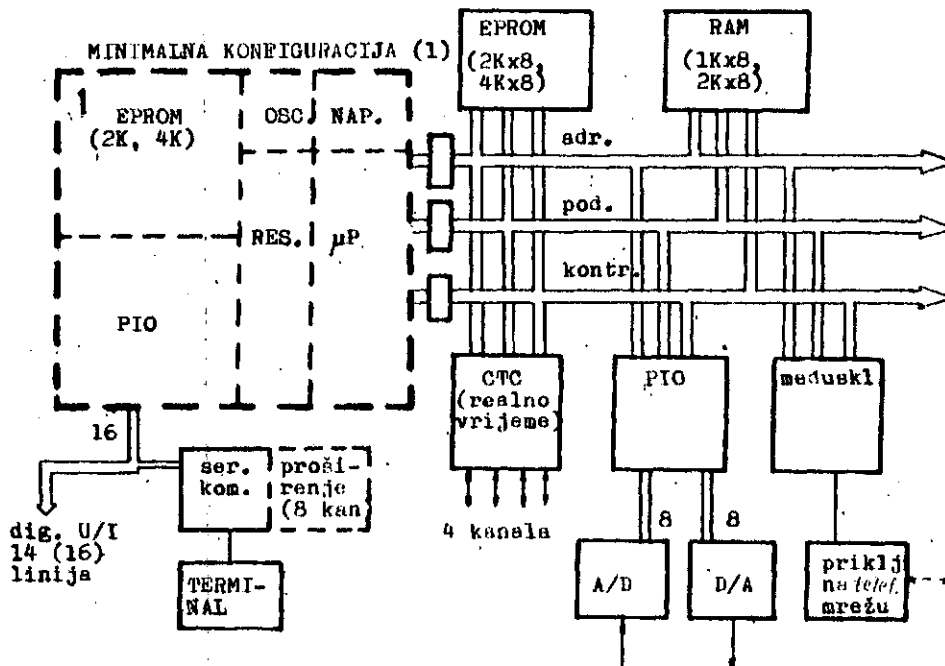 MINIMALNA KONFIGURACIJA (1)
1
EPROM
(2K, 4K)
OSC.
NAP.
RES.
μP
PIO
EPROM
(2Kx8,
4Kx8)
RAM
(1Kx8,
2Kx8)
adr.
pod.
kontr.
CTC
(realno
vrijeme)
PIO
međuskl.
16
ser.
kom.
proši-
renje
(8 kan)
dig. U/I
14 (16)
linija
TERMI-
NAL
4 kanala
8
8
A/D
D/A
priklj
na telef.
mrežu